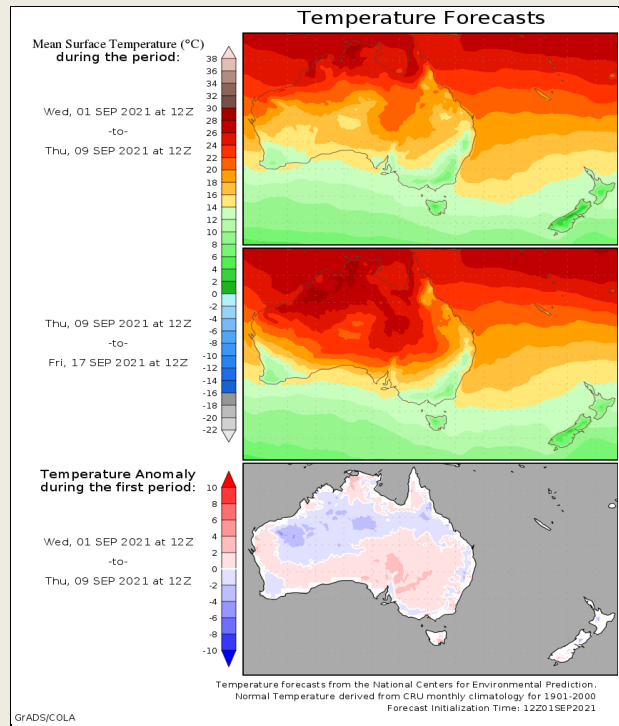 Temperature Forecasts
Mean Surface Temperature (°C)
during the period:
Wed, 01 SEP 2021 at 12Z
-to-
Thu, 09 SEP 2021 at 12Z
38
36
34
32
30
28
26
24
22
20
18
16
14
12
10
8
6
4
2
0
-2
-4
-6
-8
-10
-12
-14
-16
-18
-20
-22
Thu, 09 SEP 2021 at 12Z
-to-
Fri, 17 SEP 2021 at 12Z
Temperature Anomaly
during the first period:
Wed, 01 SEP 2021 at 12Z
-to-
Thu, 09 SEP 2021 at 12Z
10
8
6
4
2
0
-2
-4
-6
-8
-10
Temperature forecasts from the National Centers for Environmental Prediction.
Normal Temperature derived from CRU monthly climatology for 1901-2000
Forecast Initialization Time: 12Z01SEP2021
GrADS/COLA